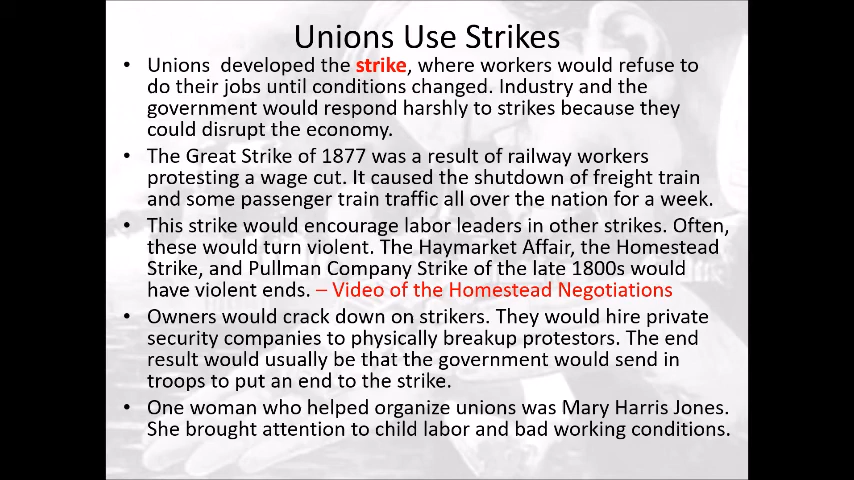 Unions Use Strikes
• Unions developed the strike, where workers would refuse to
do their jobs until conditions changed. Industry and the
government would respond harshly to strikes because they
could disrupt the economy.
• The Great Strike of 1877 was a result of railway workers
protesting a wage cut. It caused the shutdown of freight train
and some passenger train traffic all over the nation for a week.
• This strike would encourage labor leaders in other strikes. Often,
these would turn violent. The Haymarket Affair, the Homestead
Strike, and Pullman Company Strike of the late 1800s would
have violent ends. – Video of the Homestead Negotiations
• Owners would crack down on strikers. They would hire private
security companies to physically breakup protestors. The end
result would usually be that the government would send in
troops to put an end to the strike.
• One woman who helped organize unions was Mary Harris Jones.
She brought attention to child labor and bad working conditions.